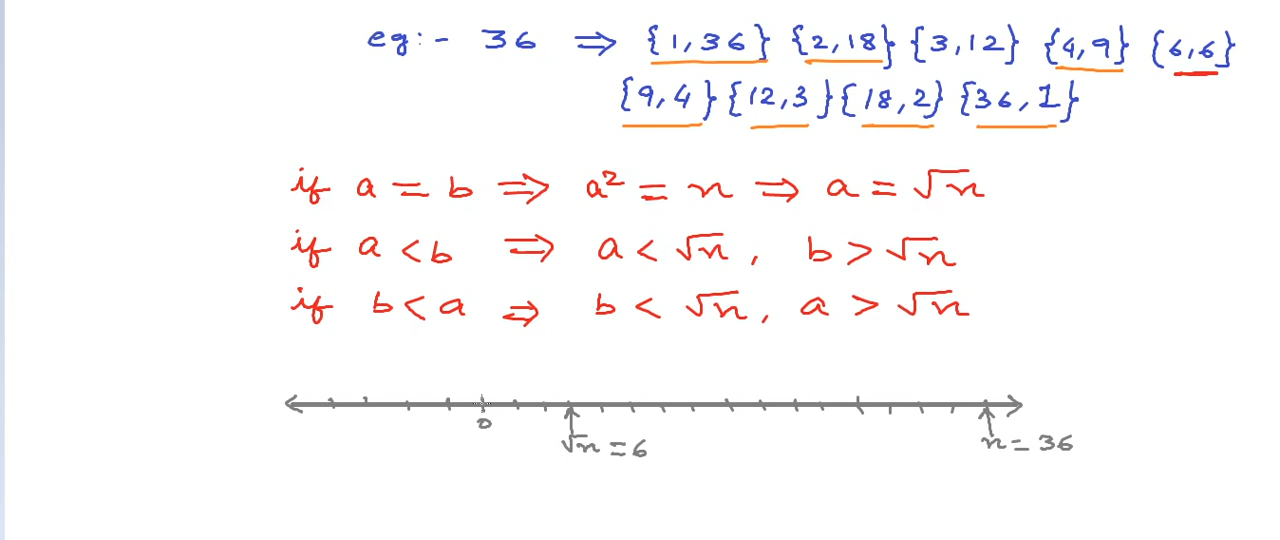 eg:- 36 ⇒ {1,36} {2,18} {3,12} {4,9} {6,6}
{9,4} {12,3} {18,2} {36,1}
if a = b ⇒ a² = n ⇒ a = √n
if a < b ⇒ a < √n, b > √n
if b < a ⇒ b < √n, a > √n
0
√n = 6 n = 36